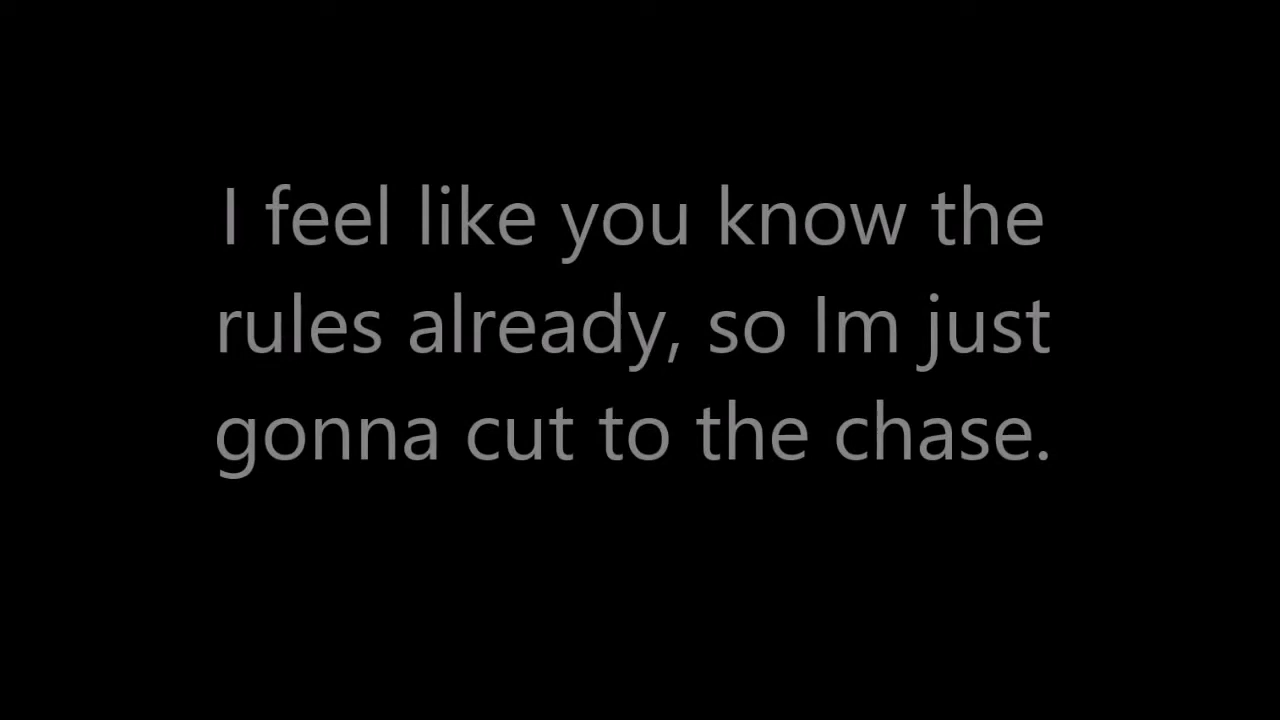 I feel like you know the
rules already, so Im just
gonna cut to the chase.